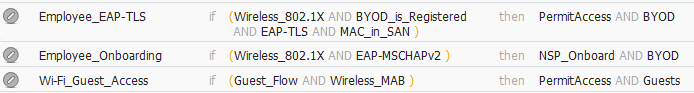 Employee_EAP-TLS if (Wireless_802.1X AND BYOD_is_Registered then PermitAccess AND BYOD
AND EAP-TLS AND MAC_in_SAN )
Employee_Onboarding if (Wireless_802.1X AND EAP-MSCHAPv2 ) then NSP_Onboard AND BYOD
Wi-Fi_Guest_Access if (Guest_Flow AND Wireless_MAB ) then PermitAccess AND Guests